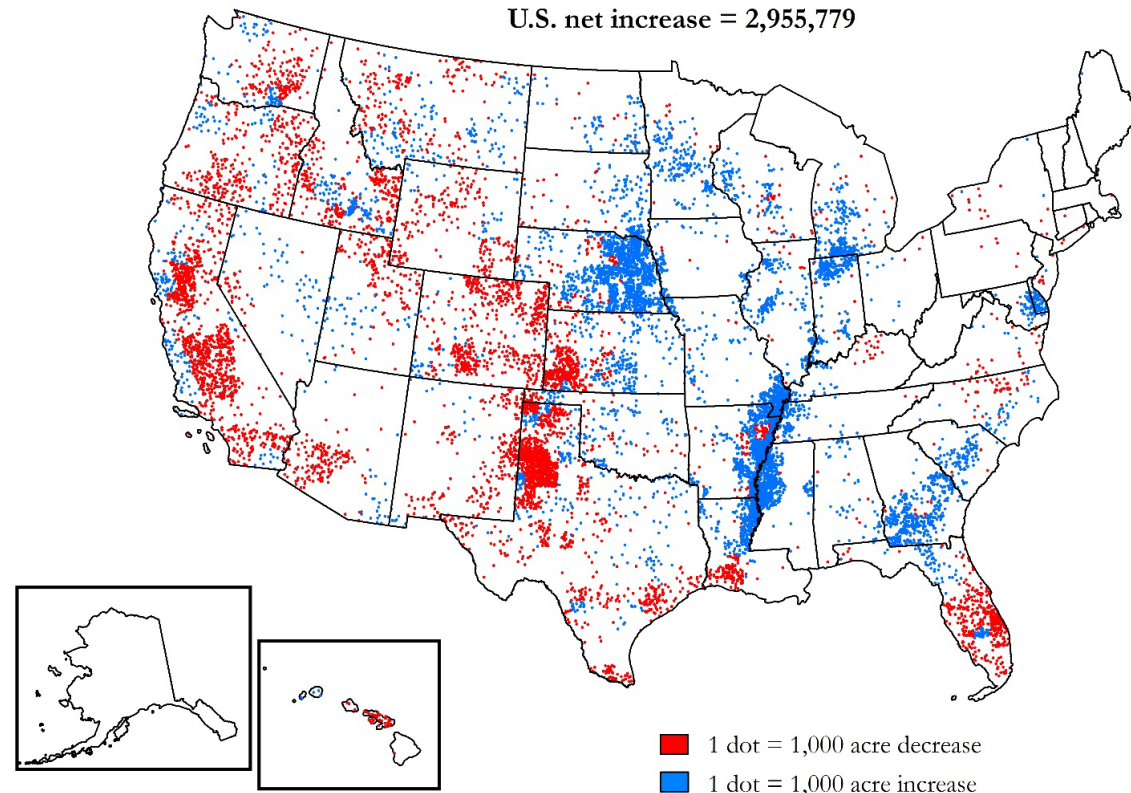 U.S. net increase = 2,955,779
1 dot = 1,000 acre decrease
1 dot = 1,000 acre increase